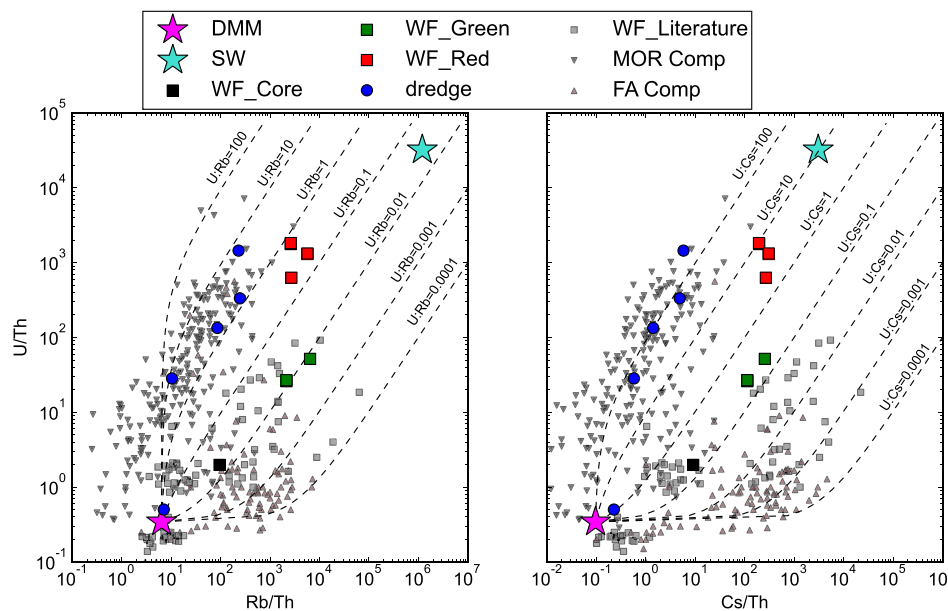 DMM WF_Green WF_Literature
SW WF_Red MOR Comp
WF_Core dredge FA Comp
10^5
10^4
10^3
10^2
10^1
10^0
10^-1
U/Th
U:Rb=100
U:Rb=10
U:Rb=1
U:Rb=0.1
U:Rb=0.01
U:Rb=0.001
U:Rb=0.0001
10^-1 10^0 10^1 10^2 10^3 10^4 10^5 10^6 10^7
Rb/Th
U:Cs=100
U:Cs=10
U:Cs=1
U:Cs=0.1
U:Cs=0.01
U:Cs=0.001
U:Cs=0.0001
10^-2 10^-1 10^0 10^1 10^2 10^3 10^4 10^5
Cs/Th